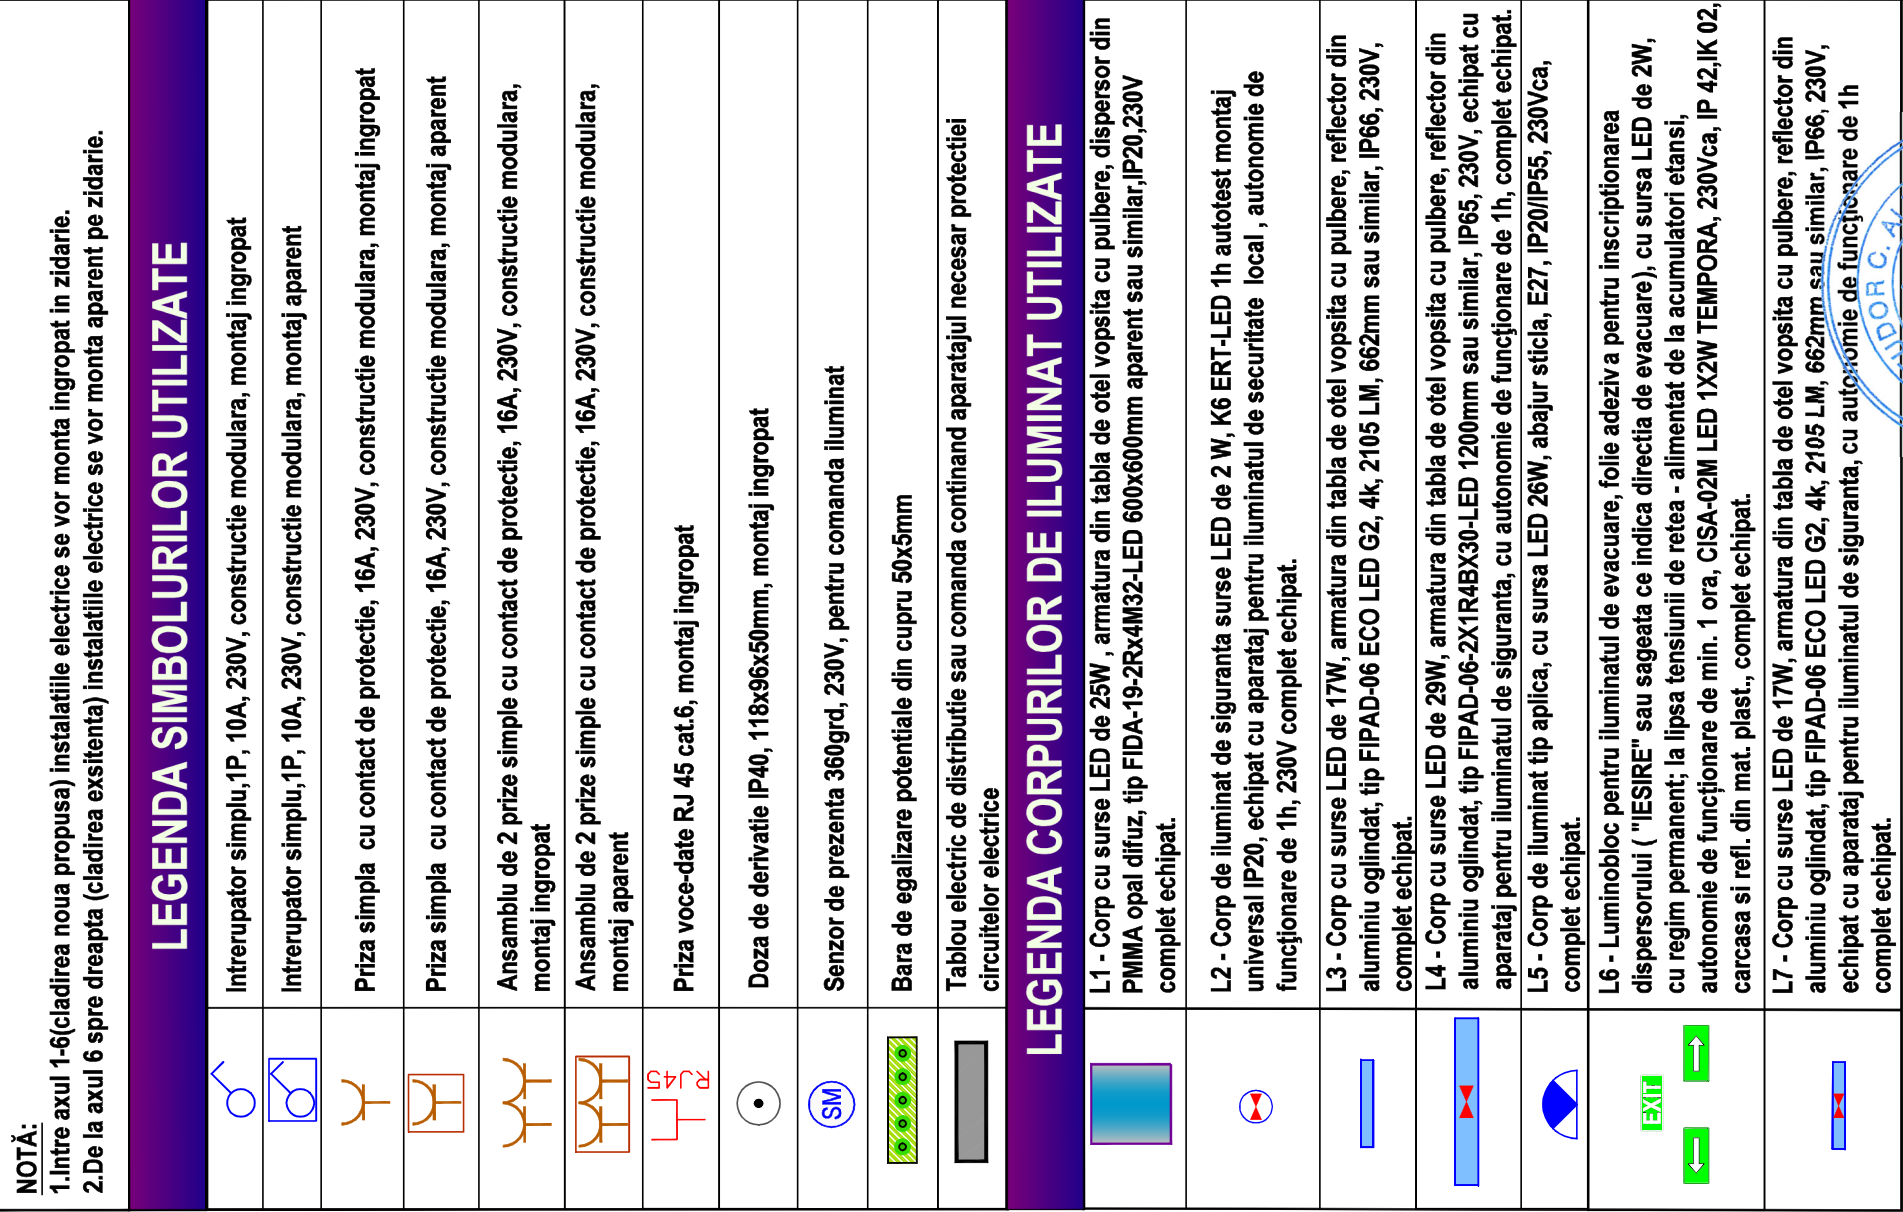 NOTĂ:
1.Intre axul 1-6(cladirea noua propusa) instalatiile electrice se vor monta ingropat in zidarie.
2.De la axul 6 spre dreapta (cladirea exsitenta) instalatiile electrice se vor monta aparent pe zidarie.
LEGENDA SIMBOLURILOR UTILIZATE
Interupator simplu,1P, 10A, 230V, constructie modulara, montaj ingropat
Interupator simplu,1P, 10A, 230V, constructie modulara, montaj aparent
Priza simpla cu contact de protectie, 16A, 230V, constructie modulara, montaj ingropat
Priza simpla cu contact de protectie, 16A, 230V, constructie modulara, montaj aparent
Ansamblu de 2 prize simple cu contact de protectie, 16A, 230V, constructie modulara,
montaj ingropat
Ansamblu de 2 prize simple cu contact de protectie, 16A, 230V, constructie modulara,
montaj aparent
RJ45
Priza voce-date RJ 45 cat.6, montaj ingropat
Doza de derivatie IP40, 118x96x50mm, montaj ingropat
SM
Senzor de prezenta 360grd, 230V, pentru comanda iluminat
Bara de egalizare potentiale din cupru 50x5mm
Tablou electric de distributie sau comanda continand aparatajul necesar protectiei
circuitelor electrice
LEGENDA CORPURILOR DE ILUMINAT UTILIZATE
L1 - Corp cu surse LED de 25W , armatura din tabla de otel vopsita cu pulbere, dispersor din
PMMA opal difuz, tip FIDA-19-2Rx4M32-LED 600x600mm aparent sau similar,IP20,230V
complet echipat.
L2 - Corp de iluminat de siguranta surse LED de 2 W, K6 ERT-LED 1h autotest montaj
universal IP20, echipat cu aparataj pentru iluminatul de securitate local , autonomie de
funcţionare de 1h, 230V complet echipat.
L3 - Corp cu surse LED de 17W, armatura din tabla de otel vopsita cu pulbere, reflector din
aluminiu oglindat, tip FIPAD-06 ECO LED G2, 4k, 2105 LM, 662mm sau similar, IP66, 230V,
complet echipat.
L4 - Corp cu surse LED de 29W, armatura din tabla de otel vopsita cu pulbere, reflector din
aluminiu oglindat, tip FIPAD-06-2X1R4BX30-LED 1200mm sau similar, IP65, 230V, echipat cu
aparataj pentru iluminatul de siguranta, cu autonomie de funcţionare de 1h, complet echipat.
L5 - Corp de iluminat tip aplica, cu sursa LED 26W, abajur sticla, E27, IP20/IP55, 230Vca,
complet echipat.
EXIT
L6 - Luminobloc pentru iluminatul de evacuare, folie adeziv a pentru inscriptionarea
dispersorului ( "IESIRE" sau sageata ce indica directia de evacuare), cu sursa LED de 2W,
cu regim permanent; la lipsa tensiunii de retea - alimentat de la acumulatori etansi,
autonomie de funcţionare de min. 1 ora, CISA-02M LED 1X2W TEMPORA, 230Vca, IP 42,IK 02,
carcasa si refl. din mat. plast., complet echipat.
L7 - Corp cu surse LED de 17W, armatura din tabla de otel vopsita cu pulbere, reflector din
aluminiu oglindat, tip FIPAD-06 ECO LED G2, 4k, 2105 LM, 662mm sau similar, IP66, 230V,
echipat cu aparataj pentru iluminatul de siguranta, cu autonomie de funcţionare de 1h
complet echipat.